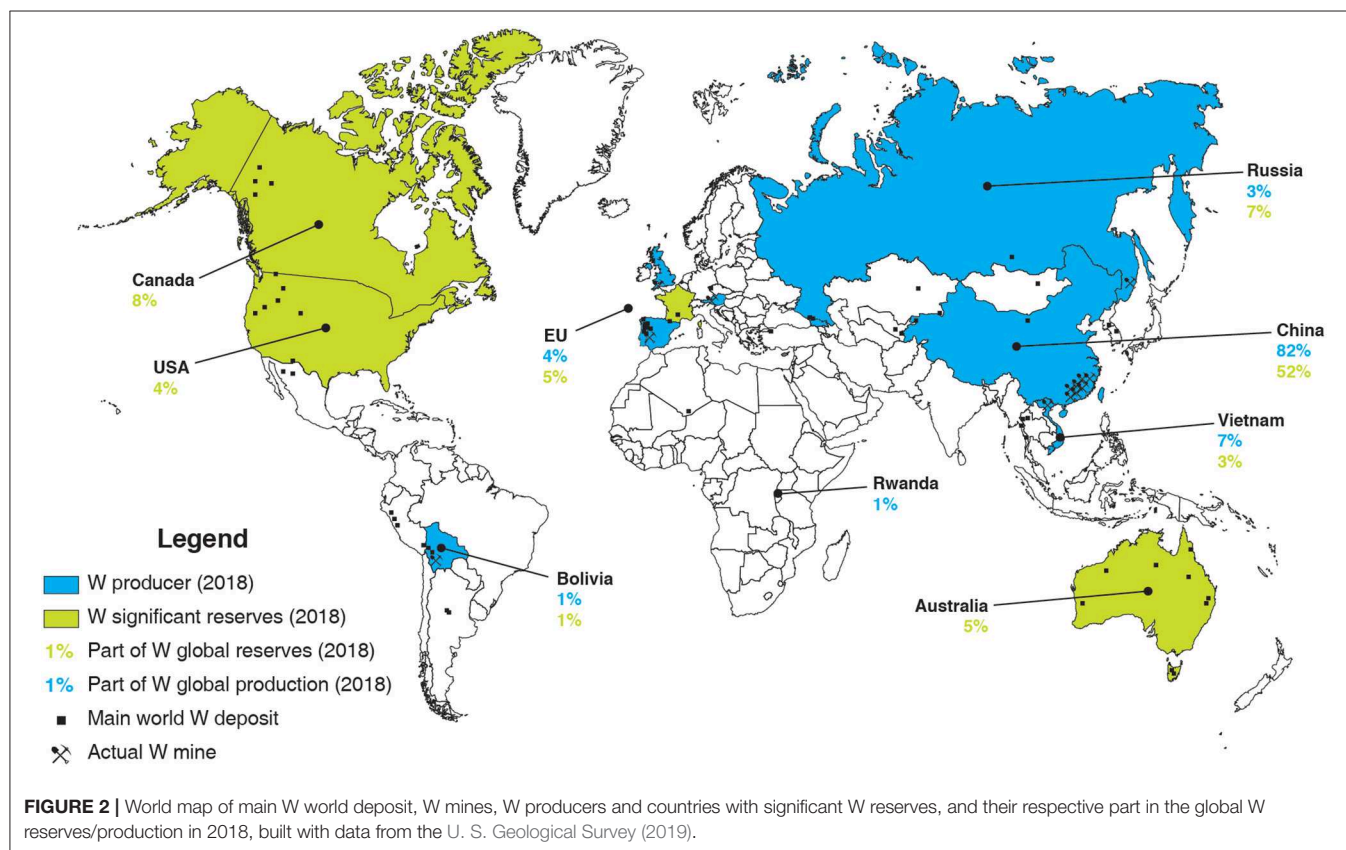 Russia
3%
7%
Canada
8%
EU
4%
5%
China
82%
52%
USA
4%
Vietnam
7%
3%
Rwanda
1%
Legend
W producer (2018)
W significant reserves (2018)
1% Part of W global reserves (2018)
1% Part of W global production (2018)
Main world W deposit
Actual W mine
Bolivia
1%
1%
Australia
5%
FIGURE 2 | World map of main W world deposit, W mines, W producers and countries with significant W reserves, and their respective part in the global W
reserves/production in 2018, built with data from the U. S. Geological Survey (2019).